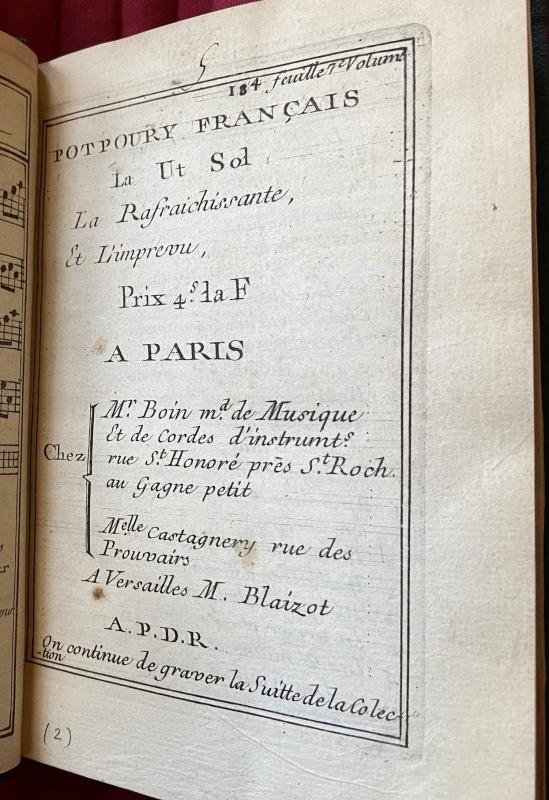 5
184 feuille 7e Volume
POTPOURY FRANÇAIS
La Ut Sol
La Rafraichissante,
Et L'imprevu,
Prix 4.s la F
A PARIS
Chez
Mr. Boin md. de Musique
Et de Cordes d'instrumts.
rue St. Honoré près St. Roch.
au Gagne petit
Melle Castagnery rue des
Prouvairs
A Versailles M. Blaizot
A.P.D.R.
On continue de graver la Suitte de la Colec
-tion
(2)